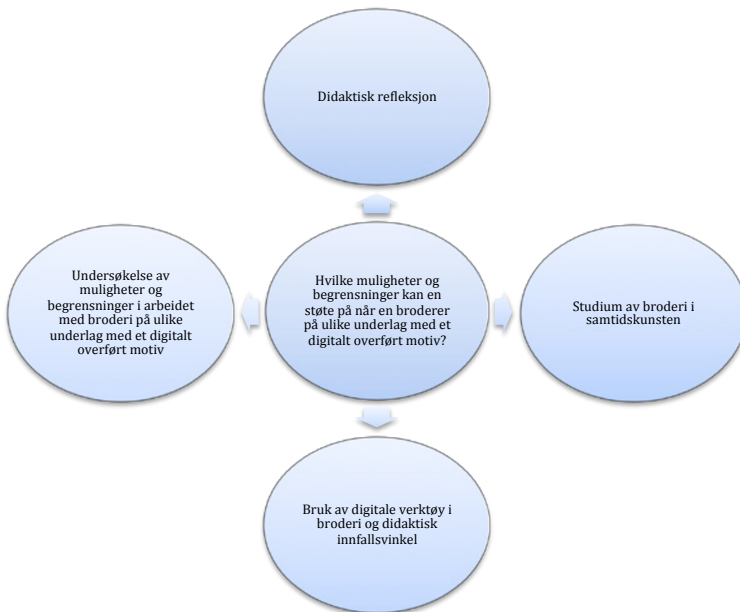 Didaktisk refleksjon
Undersøkelse av
muligheter og
begrensninger i arbeidet
med broderi på ulike
underlag med et digitalt
overført motiv
Hvilke muligheter og
begrensninger kan en
støte på når en broderer
på ulike underlag med et
digitalt overført motiv?
Studium av broderi i
samtidskunsten
Bruk av digitale verktøy i
broderi og didaktisk
innfallsvinkel